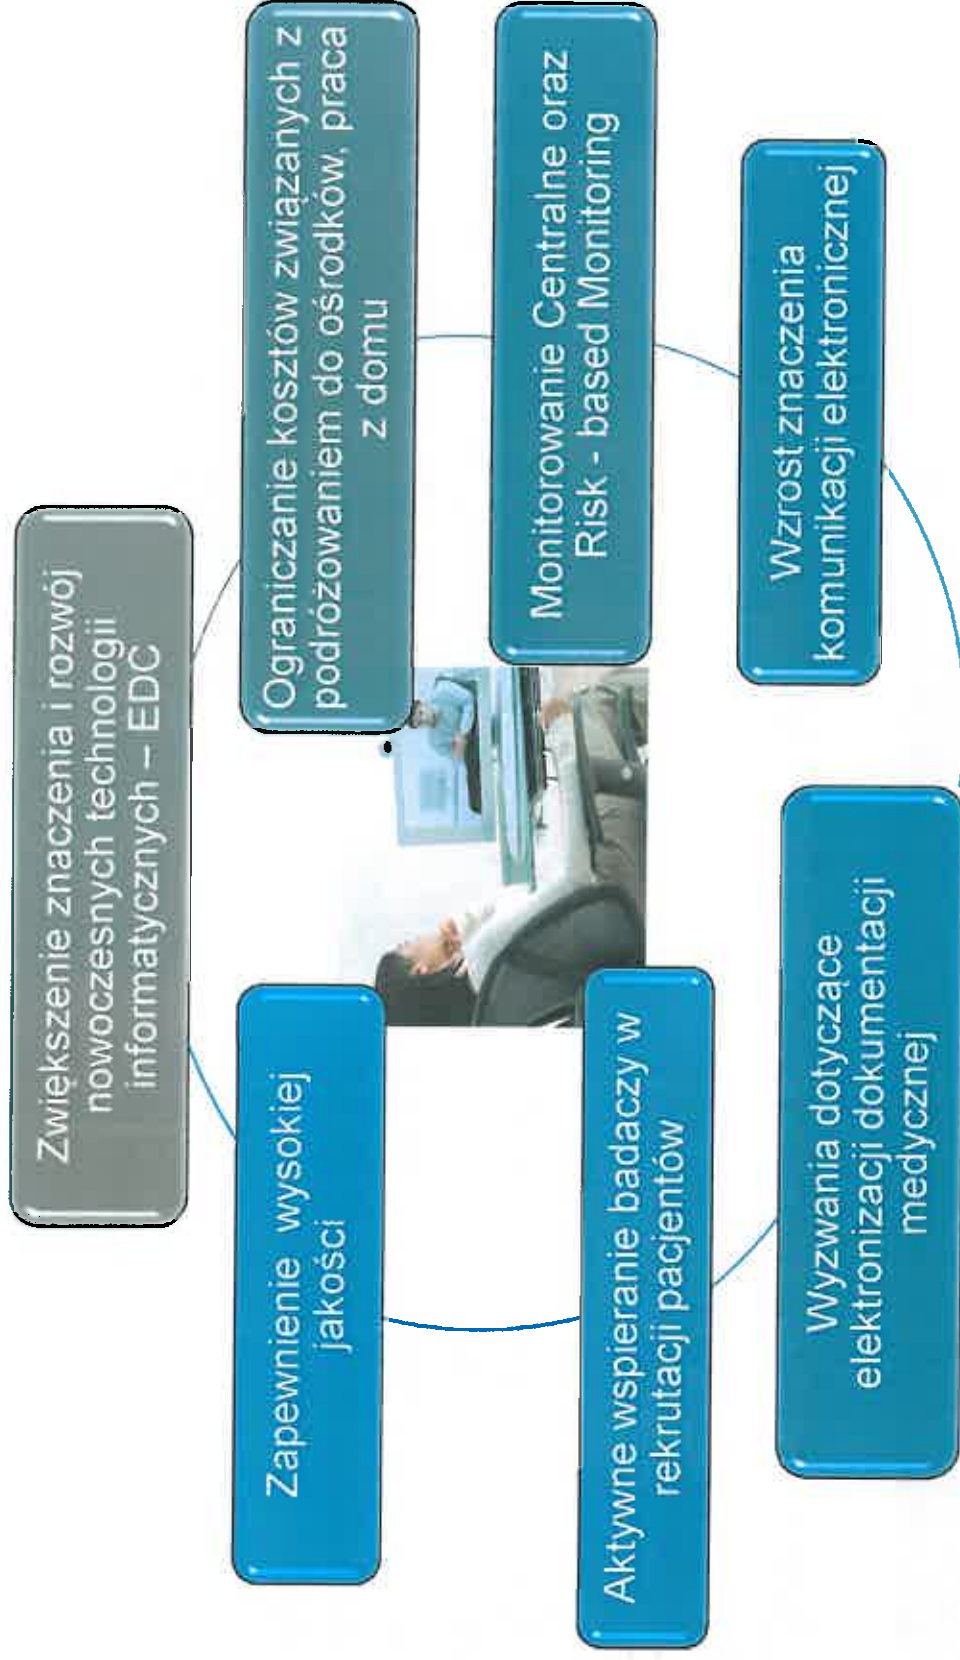 Zwiększenie znaczenia i rozwój
nowoczesnych technologii
informatycznych – EDC
Ograniczanie kosztów związanych z
podróżowaniem do ośrodków, praca
z domu
Monitorowanie Centralne oraz
Risk - based Monitoring
Wzrost znaczenia
komunikacji elektronicznej
Wyzwania dotyczące
elektronizacji dokumentacji
medycznej
Aktywne wspieranie badaczy w
rekrutacji pacjentów
Zapewnienie wysokiej
jakości